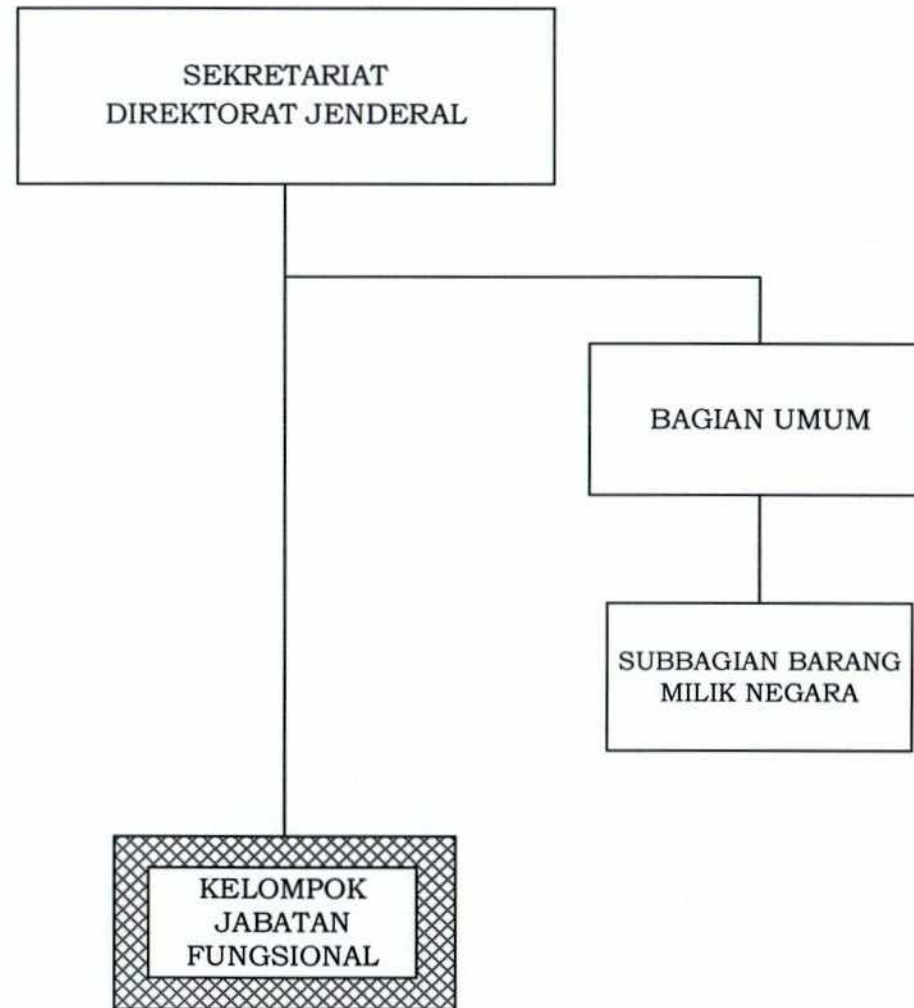 SEKRETARIAT
DIREKTORAT JENDERAL
BAGIAN UMUM
SUBBAGIAN BARANG
MILIK NEGARA
KELOMPOK
JABATAN
FUNGSIONAL